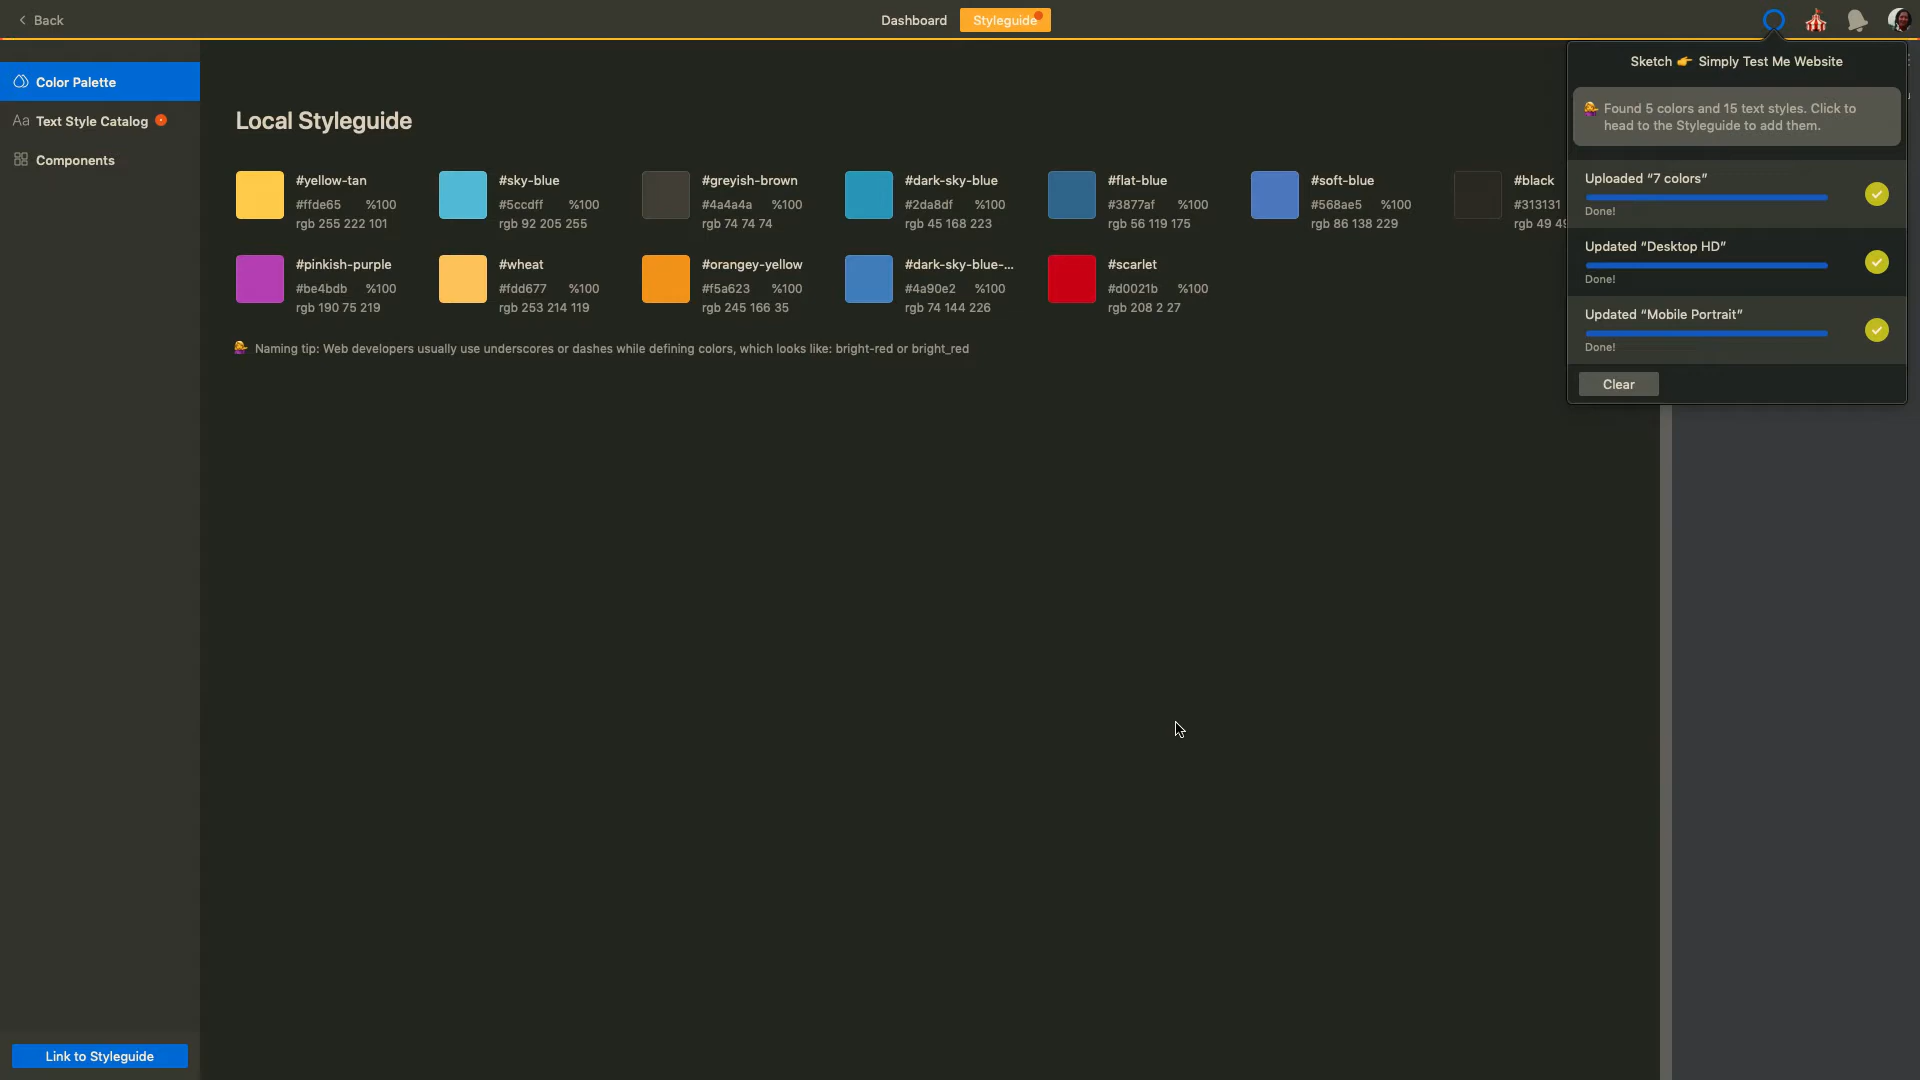 Back
Dashboard
Styleguide
Color Palette
Aa Text Style Catalog
Components
Local Styleguide
#yellow-tan
#ffde65 %100
rgb 255 222 101
#sky-blue
#5ccdff %100
rgb 92 205 255
#greyish-brown
#4a4a4a %100
rgb 74 74 74
#dark-sky-blue
#2da8df %100
rgb 45 168 223
#flat-blue
#3877af %100
rgb 56 119 175
#soft-blue
#568ae5 %100
rgb 86 138 229
#black
#313131
rgb 49 49
#pinkish-purple
#be4bdb %100
rgb 190 75 219
#wheat
#fdd677 %100
rgb 253 214 119
#orangey-yellow
#f5a623 %100
rgb 245 166 35
#dark-sky-blue-...
#4a90e2 %100
rgb 74 144 226
#scarlet
#d0021b %100
rgb 208 2 27
Naming tip: Web developers usually use underscores or dashes while defining colors, which looks like: bright-red or bright_red
Sketch 👉 Simply Test Me Website
Found 5 colors and 15 text styles. Click to
head to the Styleguide to add them.
Uploaded “7 colors”
Done!
Updated “Desktop HD”
Done!
Updated “Mobile Portrait”
Done!
Clear
Link to Styleguide